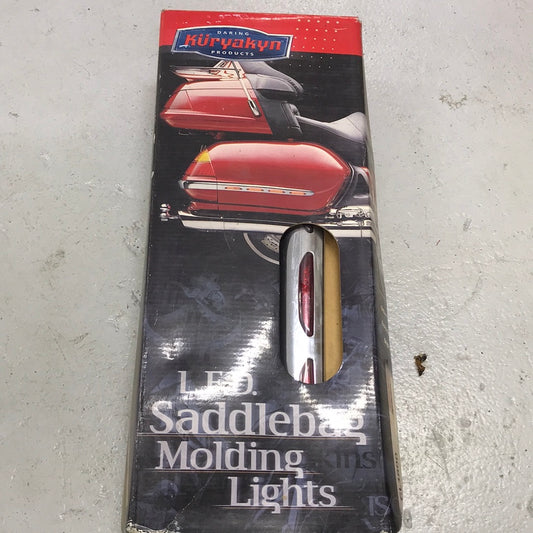 DARING
Küryakyn®
PRODUCTS
L.E.D.
Saddlebag
Molding
Lights